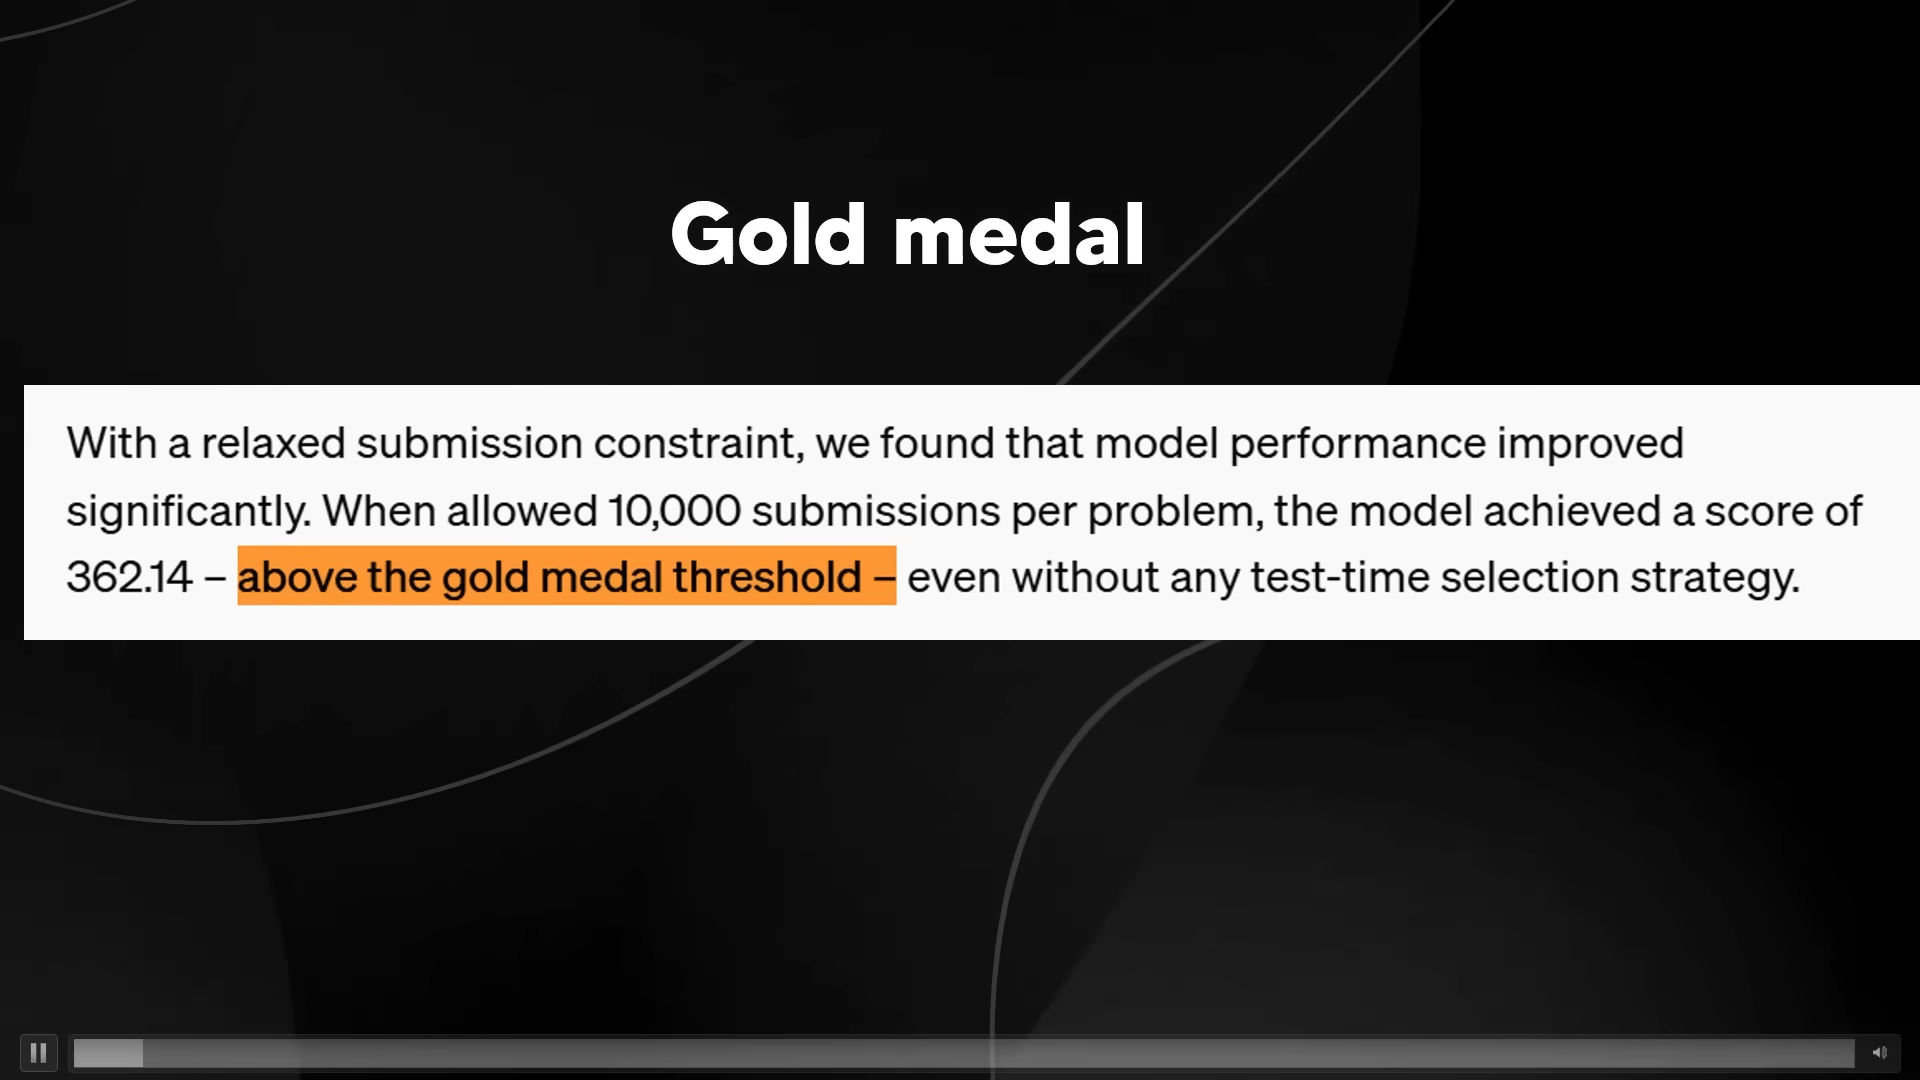 Gold medal
With a relaxed submission constraint, we found that model performance improved
significantly. When allowed 10,000 submissions per problem, the model achieved a score of
362.14 – above the gold medal threshold – even without any test-time selection strategy.